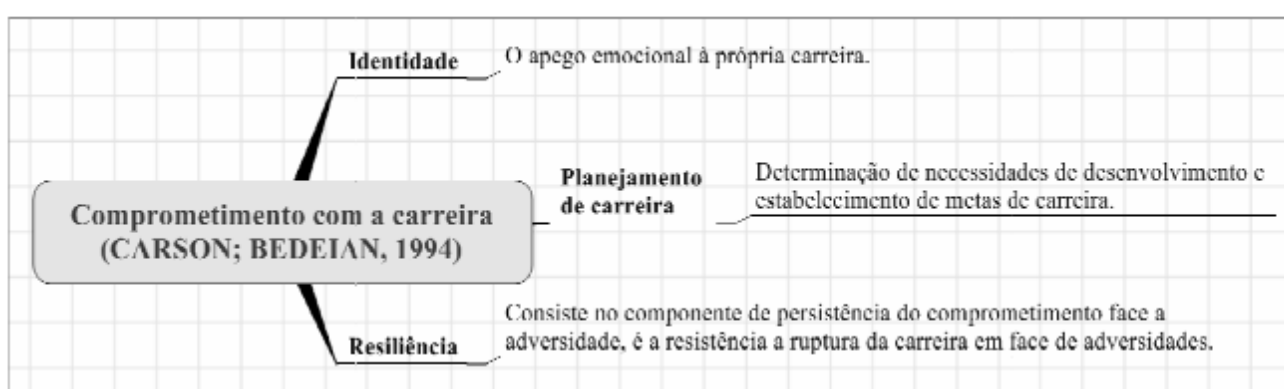 Identidade
O apego emocional à própria carreira.
Planejamento
de carreira
Determinação de necessidades de desenvolvimento e
estabelecimento de metas de carreira.
Comprometimento com a carreira
(CARSON; BEDEIAN, 1994)
Resiliência
Consiste no componente de persistência do comprometimento face a
adversidade, é a resistência a ruptura da carreira em face de adversidades.